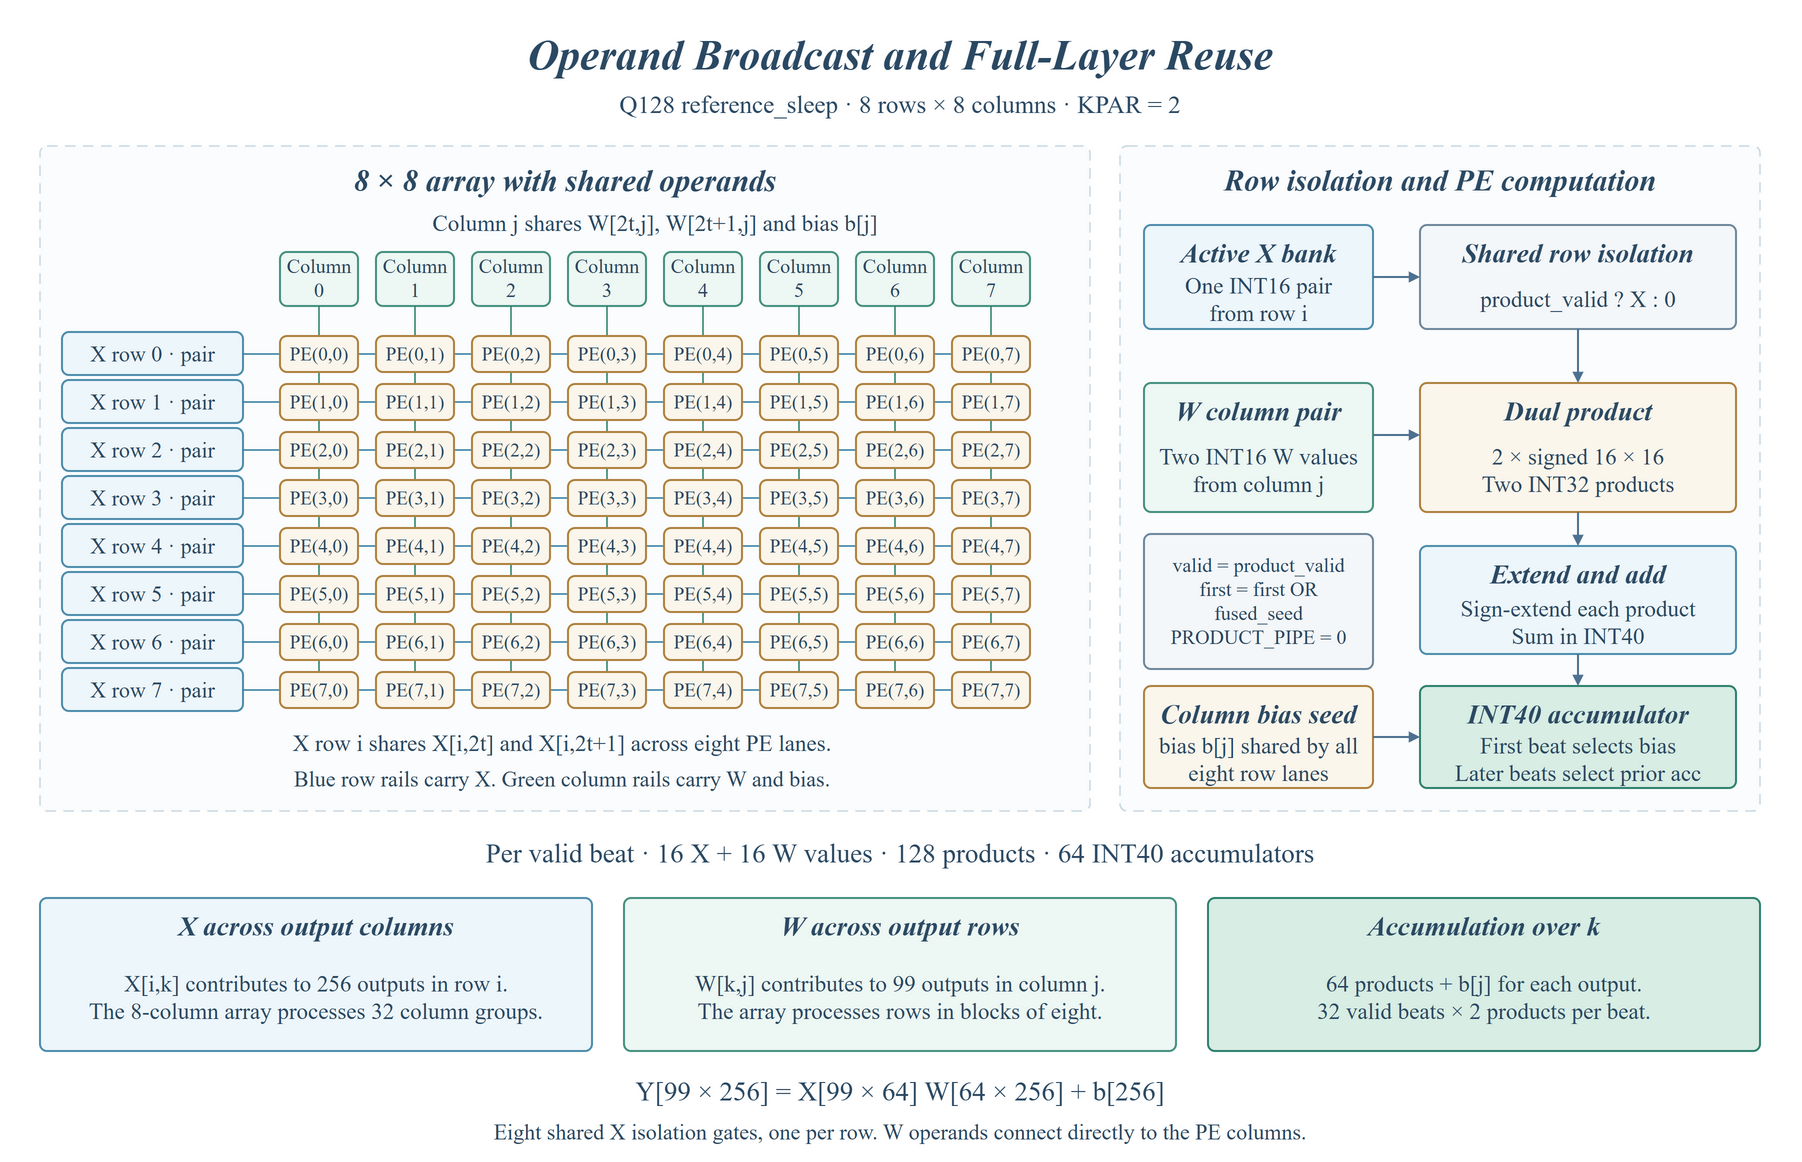 Operand Broadcast and Full-Layer Reuse
Q128 reference_sleep · 8 rows × 8 columns · KPAR = 2
8 × 8 array with shared operands
Column j shares W[2t,j], W[2t+1,j] and bias b[j]
Column
0
Column
1
Column
2
Column
3
Column
4
Column
5
Column
6
Column
7
X row 0 · pair
PE(0,0)
PE(0,1)
PE(0,2)
PE(0,3)
PE(0,4)
PE(0,5)
PE(0,6)
PE(0,7)
X row 1 · pair
PE(1,0)
PE(1,1)
PE(1,2)
PE(1,3)
PE(1,4)
PE(1,5)
PE(1,6)
PE(1,7)
X row 2 · pair
PE(2,0)
PE(2,1)
PE(2,2)
PE(2,3)
PE(2,4)
PE(2,5)
PE(2,6)
PE(2,7)
X row 3 · pair
PE(3,0)
PE(3,1)
PE(3,2)
PE(3,3)
PE(3,4)
PE(3,5)
PE(3,6)
PE(3,7)
X row 4 · pair
PE(4,0)
PE(4,1)
PE(4,2)
PE(4,3)
PE(4,4)
PE(4,5)
PE(4,6)
PE(4,7)
X row 5 · pair
PE(5,0)
PE(5,1)
PE(5,2)
PE(5,3)
PE(5,4)
PE(5,5)
PE(5,6)
PE(5,7)
X row 6 · pair
PE(6,0)
PE(6,1)
PE(6,2)
PE(6,3)
PE(6,4)
PE(6,5)
PE(6,6)
PE(6,7)
X row 7 · pair
PE(7,0)
PE(7,1)
PE(7,2)
PE(7,3)
PE(7,4)
PE(7,5)
PE(7,6)
PE(7,7)
X row i shares X[i,2t] and X[i,2t+1] across eight PE lanes.
Blue row rails carry X. Green column rails carry W and bias.
Row isolation and PE computation
Active X bank
One INT16 pair
from row i
Shared row isolation
product_valid ? X : 0
W column pair
Two INT16 W values
from column j
Dual product
2 × signed 16 × 16
Two INT32 products
valid = product_valid
first = first OR
fused_seed
PRODUCT_PIPE = 0
Extend and add
Sign-extend each product
Sum in INT40
Column bias seed
bias b[j] shared by all
eight row lanes
INT40 accumulator
First beat selects bias
Later beats select prior acc
Per valid beat · 16 X + 16 W values · 128 products · 64 INT40 accumulators
X across output columns
X[i,k] contributes to 256 outputs in row i.
The 8-column array processes 32 column groups.
W across output rows
W[k,j] contributes to 99 outputs in column j.
The array processes rows in blocks of eight.
Accumulation over k
64 products + b[j] for each output.
32 valid beats × 2 products per beat.
Y[99 × 256] = X[99 × 64] W[64 × 256] + b[256]
Eight shared X isolation gates, one per row. W operands connect directly to the PE columns.